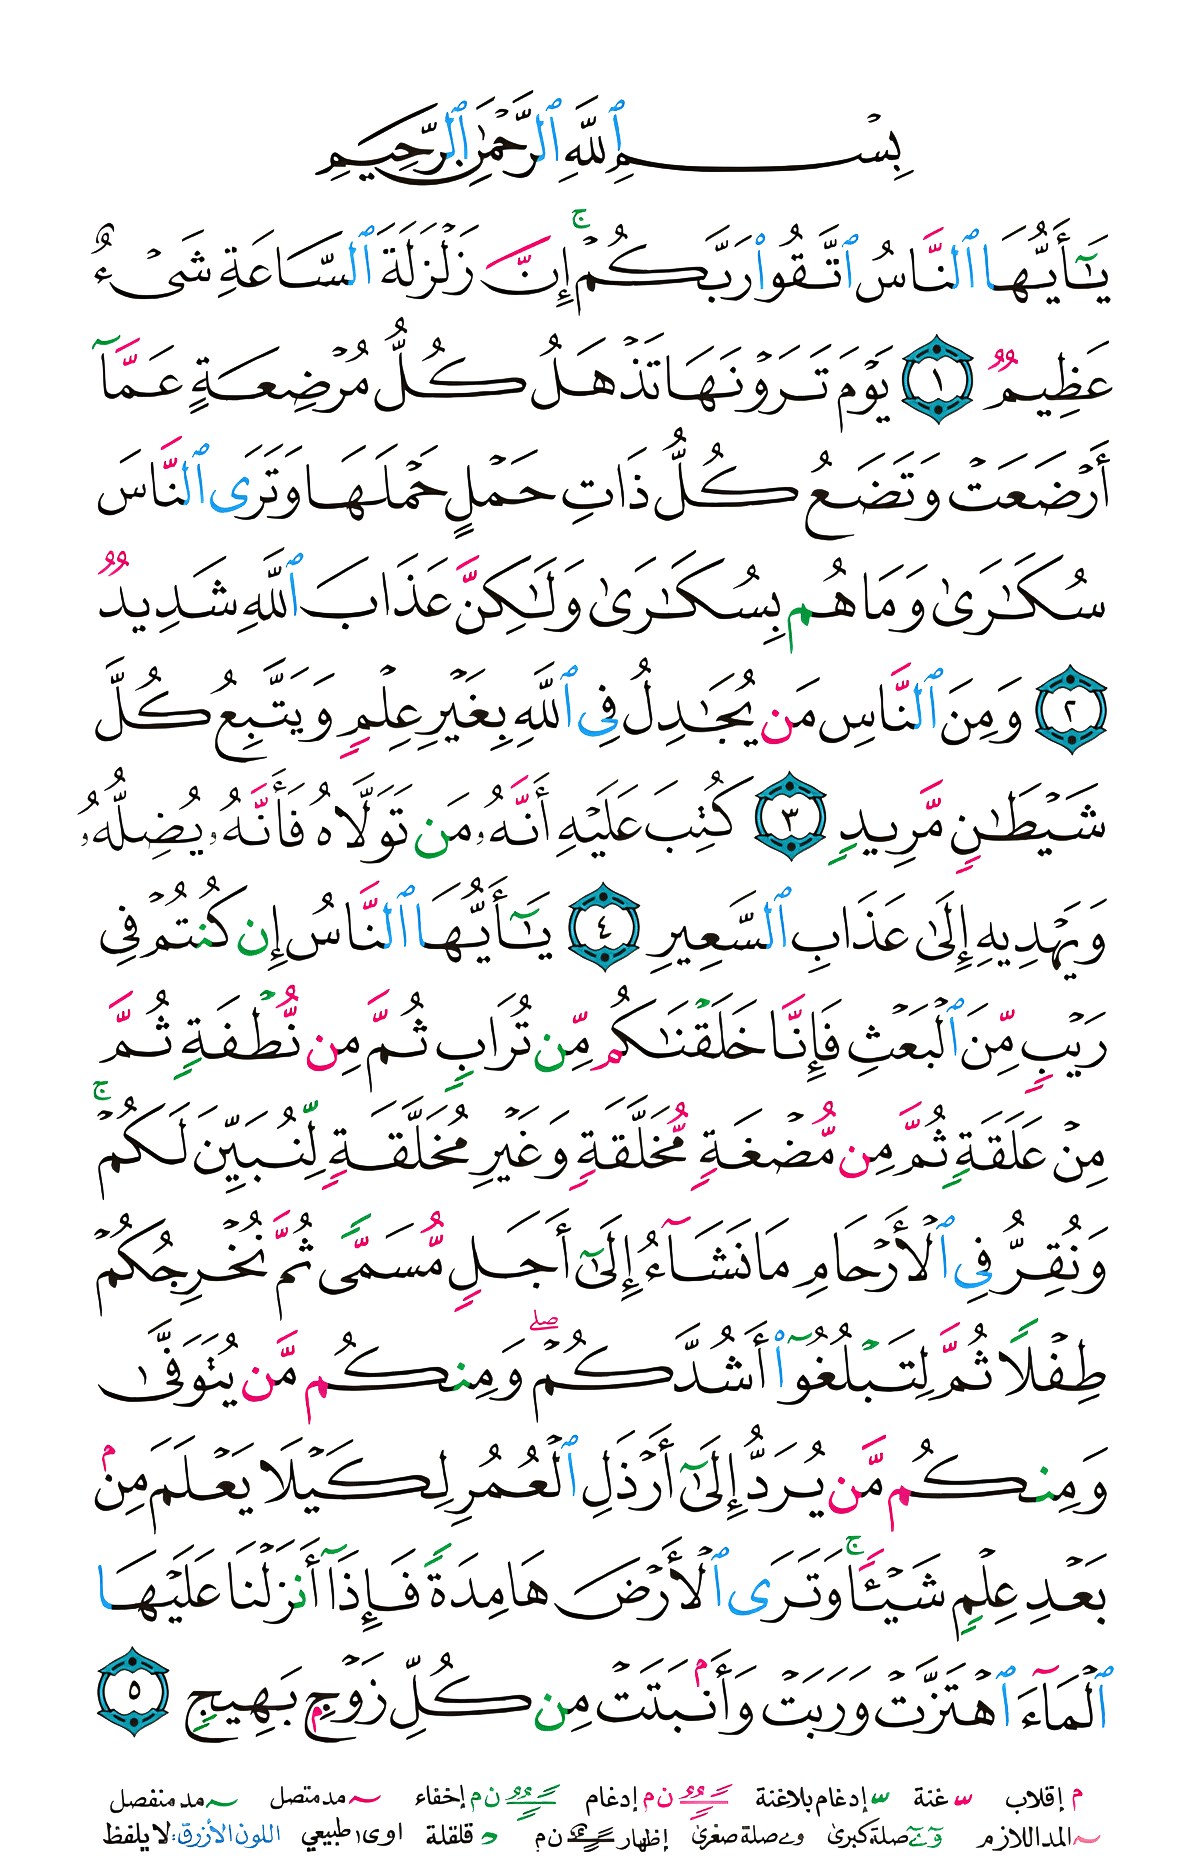 بِسْمِ ٱللَّهِ ٱلرَّحْمَٰنِ ٱلرَّحِيمِ
يَٰٓأَيُّهَا ٱلنَّاسُ ٱتَّقُوا۟ رَبَّكُمْ ۚ إِنَّ زَلْزَلَةَ ٱلسَّاعَةِ شَىْءٌ
عَظِيمٌ ١ يَوْمَ تَرَوْنَهَا تَذْهَلُ كُلُّ مُرْضِعَةٍ عَمَّآ
أَرْضَعَتْ وَتَضَعُ كُلُّ ذَاتِ حَمْلٍ حَمْلَهَا وَتَرَى ٱلنَّاسَ
سُكَٰرَىٰ وَمَا هُم بِسُكَٰرَىٰ وَلَٰكِنَّ عَذَابَ ٱللَّهِ شَدِيدٌ
٢ وَمِنَ ٱلنَّاسِ مَن يُجَٰدِلُ فِى ٱللَّهِ بِغَيْرِ عِلْمٍ وَيَتَّبِعُ كُلَّ
شَيْطَٰنٍ مَّرِيدٍ ٣ كُتِبَ عَلَيْهِ أَنَّهُۥ مَن تَوَلَّاهُ فَأَنَّهُۥ يُضِلُّهُۥ
وَيَهْدِيهِ إِلَىٰ عَذَابِ ٱلسَّعِيرِ ٤ يَٰٓأَيُّهَا ٱلنَّاسُ إِن كُنتُمْ فِى
رَيْبٍ مِّنَ ٱلْبَعْثِ فَإِنَّا خَلَقْنَٰكُم مِّن تُرَابٍ ثُمَّ مِن نُّطْفَةٍ ثُمَّ
مِنْ عَلَقَةٍ ثُمَّ مِن مُّضْغَةٍ مُّخَلَّقَةٍ وَغَيْرِ مُخَلَّقَةٍ لِّنُبَيِّنَ لَكُمْ ۚ
وَنُقِرُّ فِى ٱلْأَرْحَامِ مَا نَشَآءُ إِلَىٰٓ أَجَلٍ مُّسَمًّى ثُمَّ نُخْرِجُكُمْ
طِفْلًا ثُمَّ لِتَبْلُغُوٓا۟ أَشُدَّكُمْ ۖ وَمِنكُم مَّن يُتَوَفَّىٰ
وَمِنكُم مَّن يُرَدُّ إِلَىٰٓ أَرْذَلِ ٱلْعُمُرِ لِكَيْلَا يَعْلَمَ مِنۢ
بَعْدِ عِلْمٍ شَيْـًٔا ۚ وَتَرَى ٱلْأَرْضَ هَامِدَةً فَإِذَآ أَنزَلْنَا عَلَيْهَا
ٱلْمَآءَ ٱهْتَزَّتْ وَرَبَتْ وَأَنۢبَتَتْ مِن كُلِّ زَوْجٍۭ بَهِيجٍ ٥
م إقلاب غنة إدغام بلاغنة ن م إدغام ن م إخفاء مد متصل مد منفصل
المد اللازم صلة كبرى صلة صغرى ن م إظهار قلقلة ا و ى طبيعي اللون الأزرق: لا يلفظ